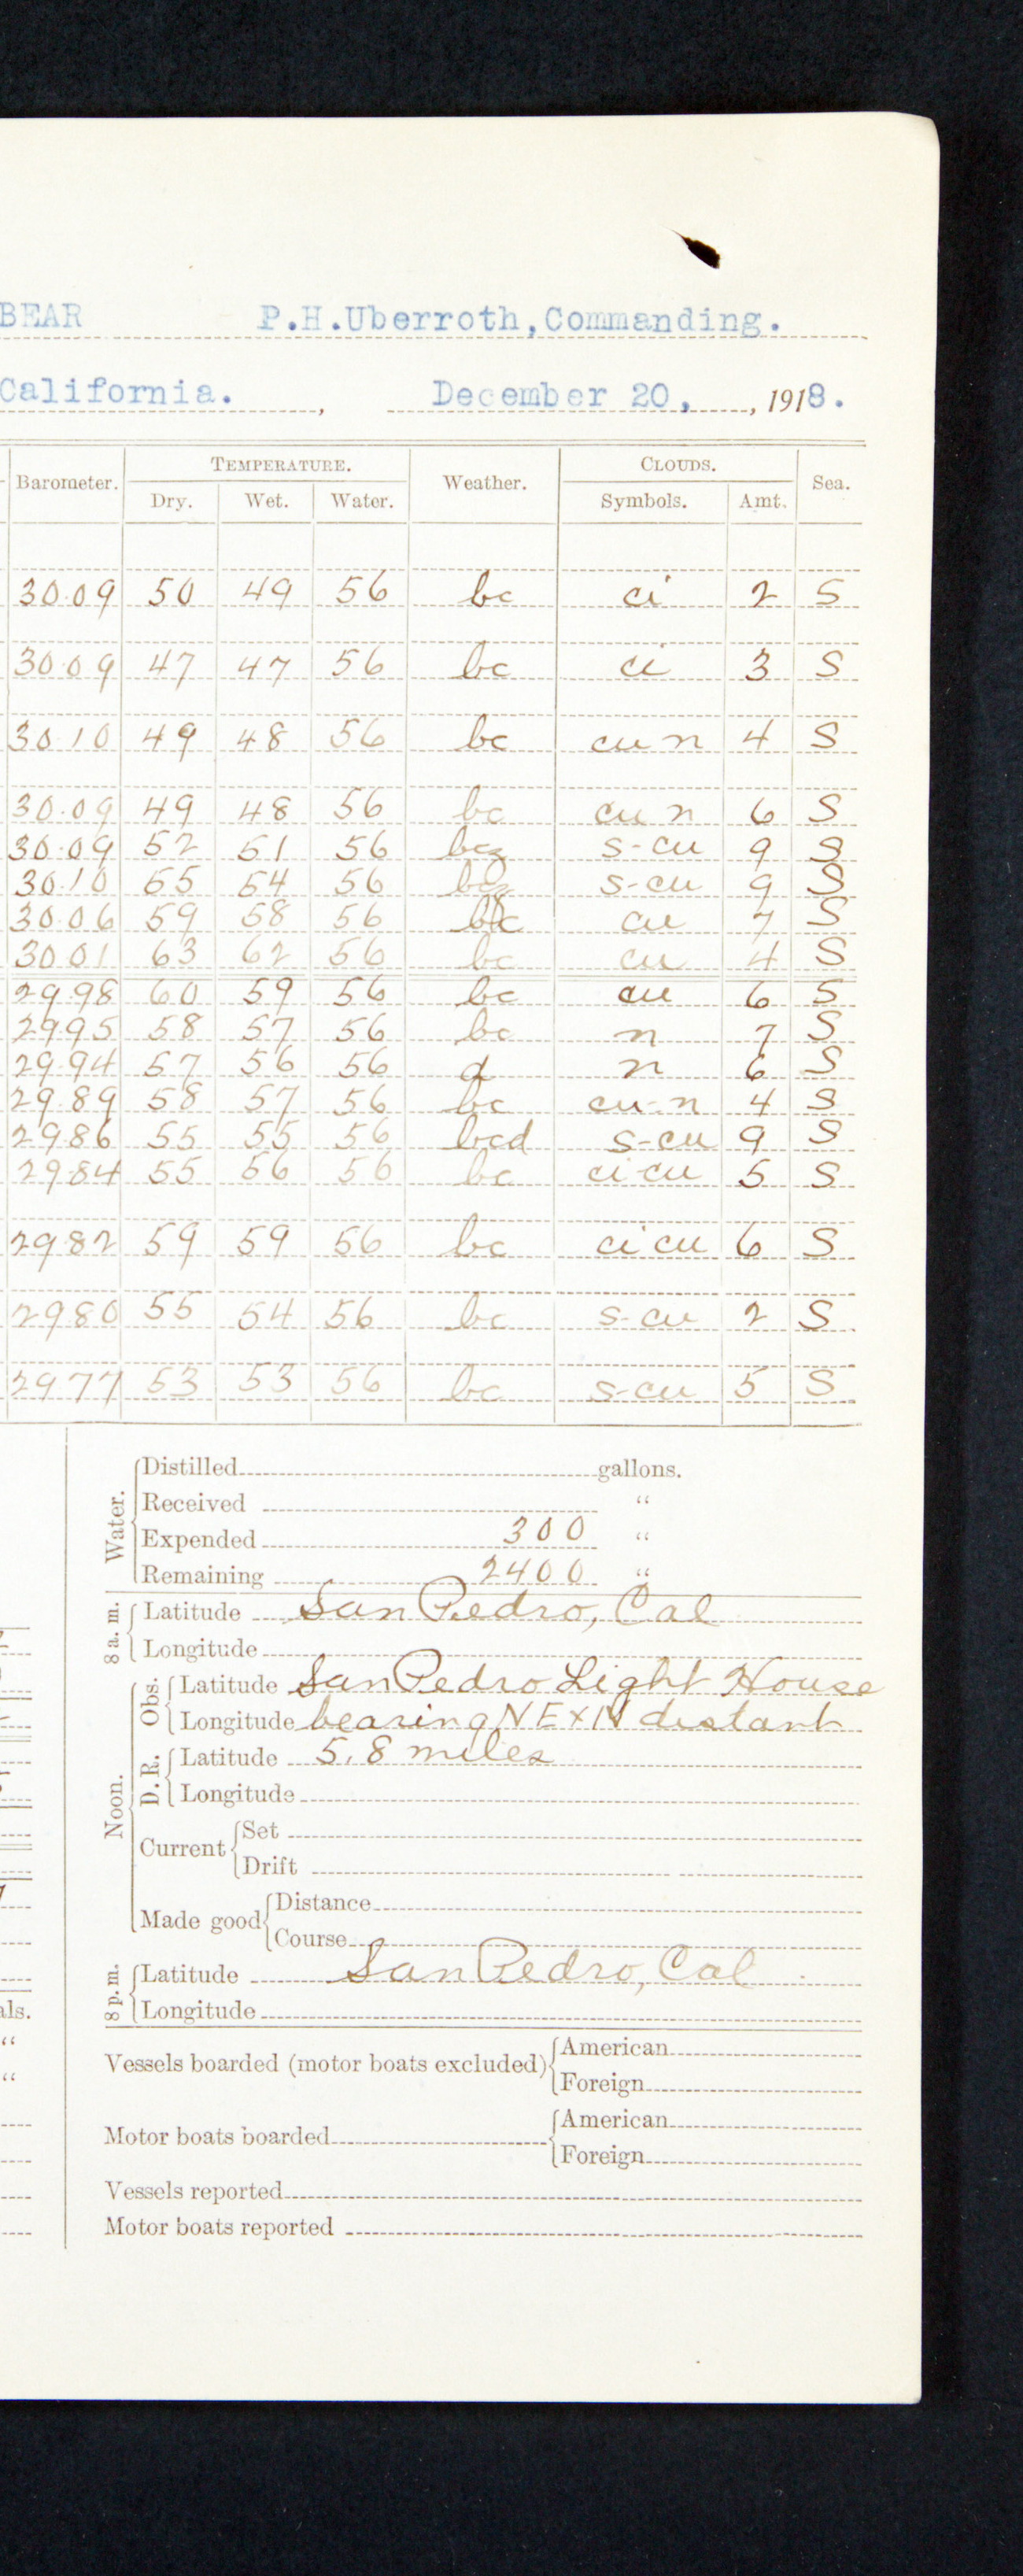 BEAR P.H.Uberroth,Commanding.
California. , December 20, , 1918.
Barometer. TEMPERATURE. Weather. CLOUDS. Sea.
Dry. Wet. Water. Symbols. Amt.
30.09 50 49 56 bc ci 2 S
30.09 47 47 56 bc ci 3 S
30.10 49 48 56 bc cu n 4 S
30.09 49 48 56 bc cu n 6 S
30.09 52 51 56 bcz s-cu 9 S
30.10 55 54 56 bcz s-cu 9 S
30.06 59 58 56 bc cu 7 S
30.01 63 62 56 bc cu 4 S
29.98 60 59 56 bc cu 6 S
29.95 58 57 56 bc n 7 S
29.94 57 56 56 d n 6 S
29.89 58 57 56 bc cu-n 4 S
29.86 55 55 56 bcd s-cu 9 S
29.84 55 56 56 bc ci cu 5 S
29.82 59 59 56 bc ci cu 6 S
29.80 55 54 56 bc s-cu 2 S
29.77 53 53 56 bc s-cu 5 S
Water.
Distilled gallons.
Received "
Expended 300 "
Remaining 2400 "
8 a. m. Latitude San Pedro, Cal
Longitude
Noon.
Obs. Latitude San Pedro Light House
Longitude bearing NExN distant
D. R. Latitude 5.8 miles
Longitude
Current Set
Drift
Made good Distance
Course
8 p.m. Latitude San Pedro, Cal
Longitude
als.
"
"
Vessels boarded (motor boats excluded) American
Foreign
Motor boats boarded American
Foreign
Vessels reported
Motor boats reported